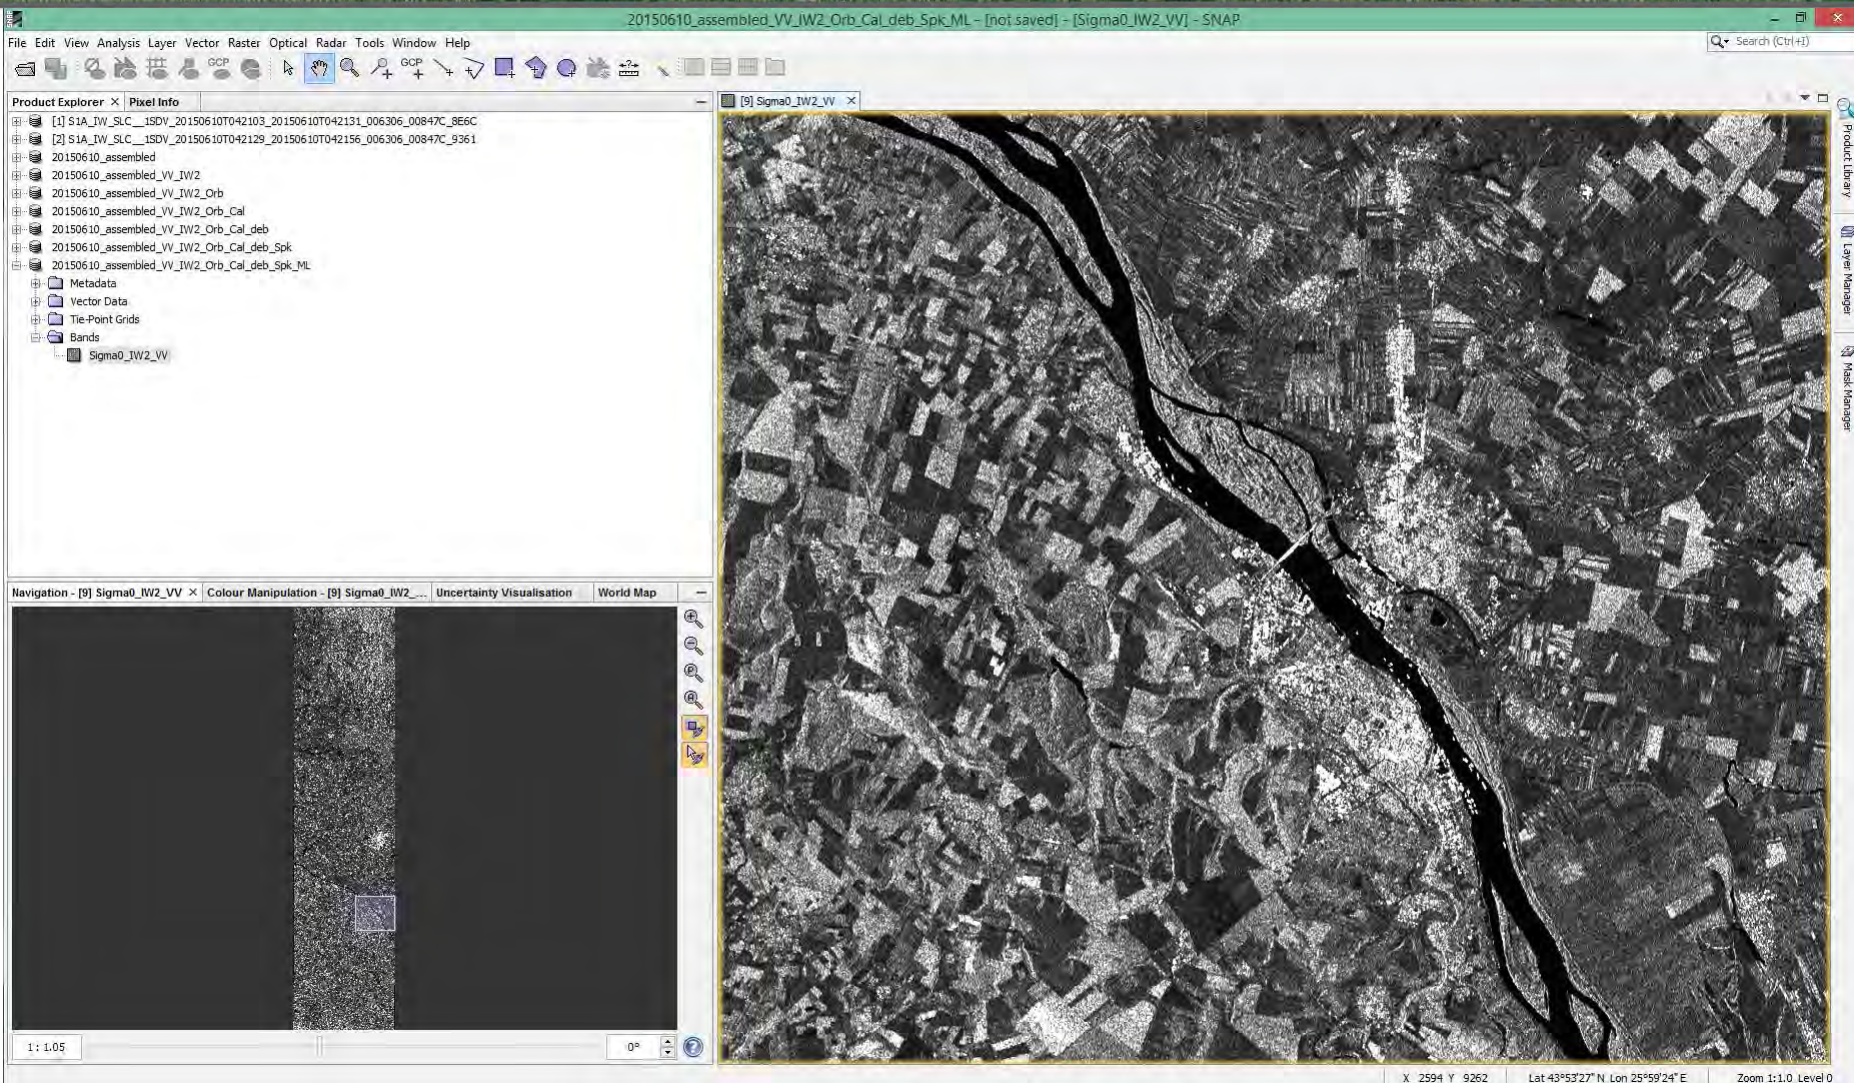 20150610_assembled_VV_IW2_Orb_Cal_deb_Spk_ML - [not saved] - [Sigma0_IW2_VV] - SNAP
File Edit View Analysis Layer Vector Raster Optical Radar Tools Window Help
Search (Ctrl+I)
GCP GCP
Product Explorer Pixel Info
[9] Sigma0_IW2_VV
[1] S1A_IW_SLC__1SDV_20150610T042103_20150610T042131_006306_00847C_8E6C
[2] S1A_IW_SLC__1SDV_20150610T042129_20150610T042156_006306_00847C_9361
20150610_assembled
20150610_assembled_VV_IW2
20150610_assembled_VV_IW2_Orb
20150610_assembled_VV_IW2_Orb_Cal
20150610_assembled_VV_IW2_Orb_Cal_deb
20150610_assembled_VV_IW2_Orb_Cal_deb_Spk
20150610_assembled_VV_IW2_Orb_Cal_deb_Spk_ML
Metadata
Vector Data
Tie-Point Grids
Bands
Sigma0_IW2_VV
Product Library
Layer Manager
Mask Manager
Navigation - [9] Sigma0_IW2_VV Colour Manipulation - [9] Sigma0_IW2_... Uncertainty Visualisation World Map
1 : 1.05
0°
X 2594 Y 9262 Lat 43°53'27" N Lon 25°59'24" E Zoom 1:1.0 Level 0